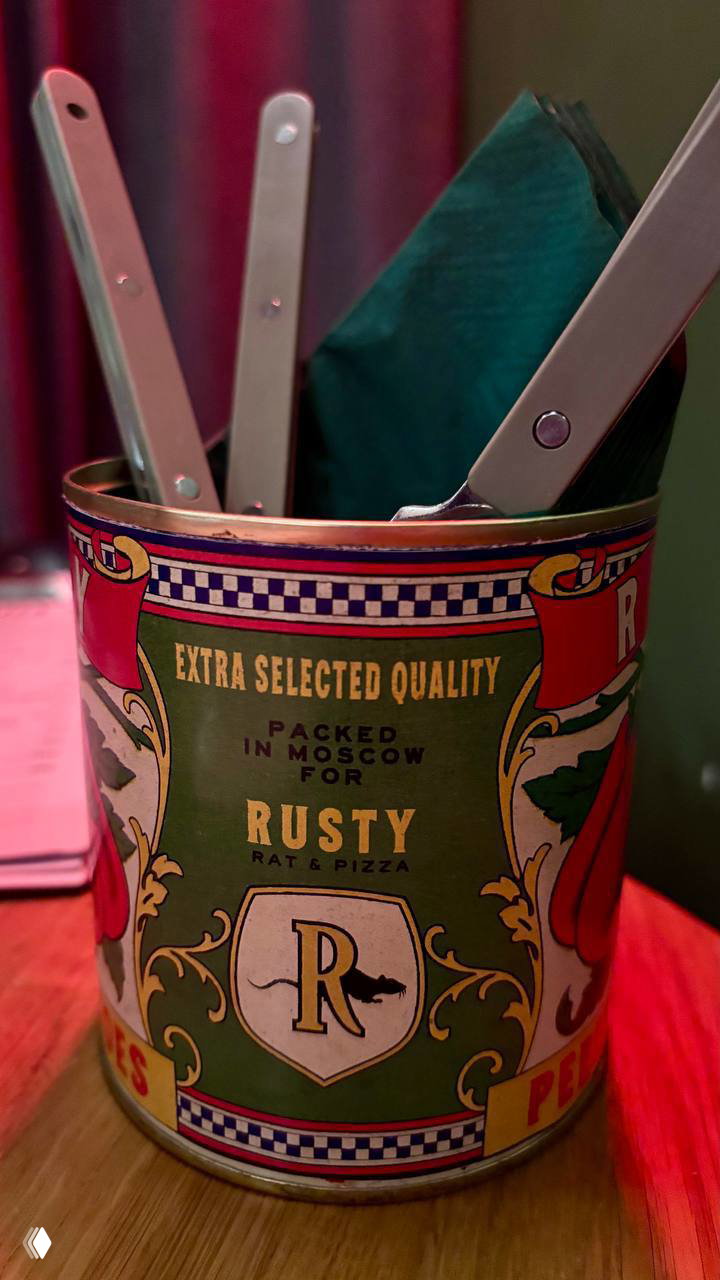 EXTRA SELECTED QUALITY
PACKED
IN MOSCOW
FOR
RUSTY
RAT & PIZZA
R